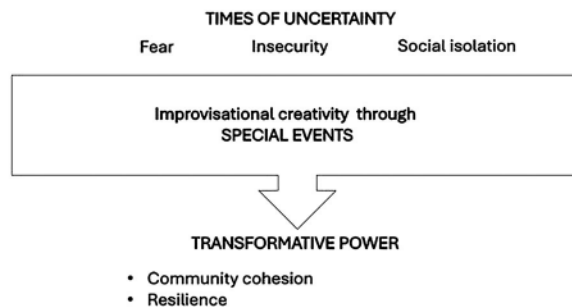 TIMES OF UNCERTAINTY
Fear Insecurity Social isolation
Improvisational creativity through
SPECIAL EVENTS
TRANSFORMATIVE POWER
• Community cohesion
• Resilience